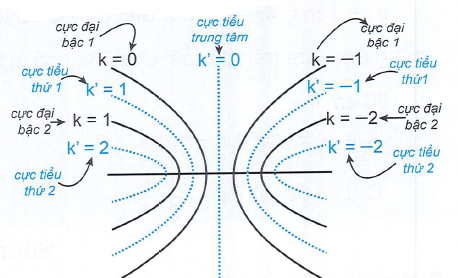 cực đại
bậc 1
k = 0
cực tiểu
trung tâm
k' = 0
cực đại
bậc 1
k = −1
cực tiểu
thứ 1
k' = 1
cực tiểu
thứ1
k' = −1
cực đại
bậc 2
k = 1
cực đại
bậc 2
k = −2
k' = 2
cực tiểu
thứ 2
k' = −2
cực tiểu
thứ 2